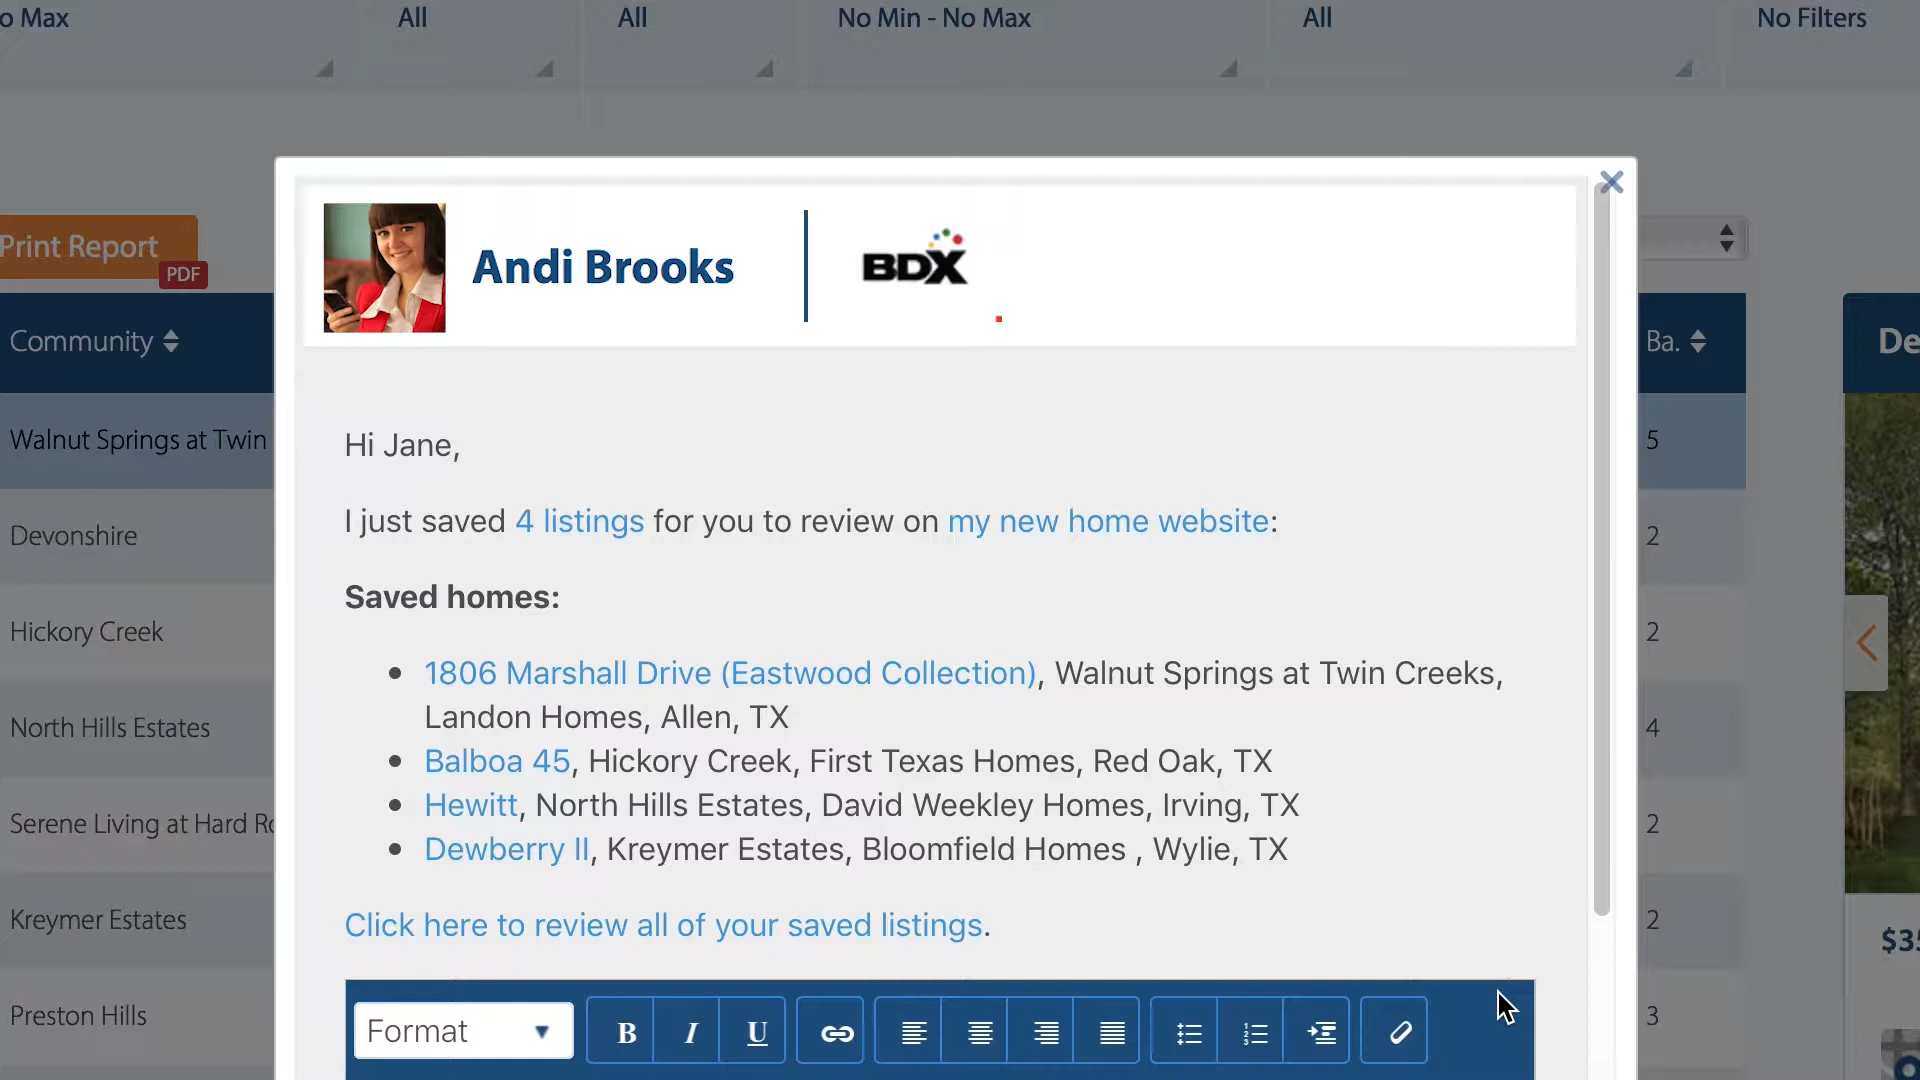 o Max
All
All
No Min - No Max
All
No Filters
Print Report
PDF
Andi Brooks
BDX
Community
Ba.
De
Walnut Springs at Twin
5
Devonshire
2
Hickory Creek
2
North Hills Estates
4
Serene Living at Hard Ro
2
Kreymer Estates
2
Preston Hills
3
$35
Hi Jane,
I just saved 4 listings for you to review on my new home website:
Saved homes:
1806 Marshall Drive (Eastwood Collection), Walnut Springs at Twin Creeks,
Landon Homes, Allen, TX
Balboa 45, Hickory Creek, First Texas Homes, Red Oak, TX
Hewitt, North Hills Estates, David Weekley Homes, Irving, TX
Dewberry II, Kreymer Estates, Bloomfield Homes , Wylie, TX
Click here to review all of your saved listings.
Format
B I U